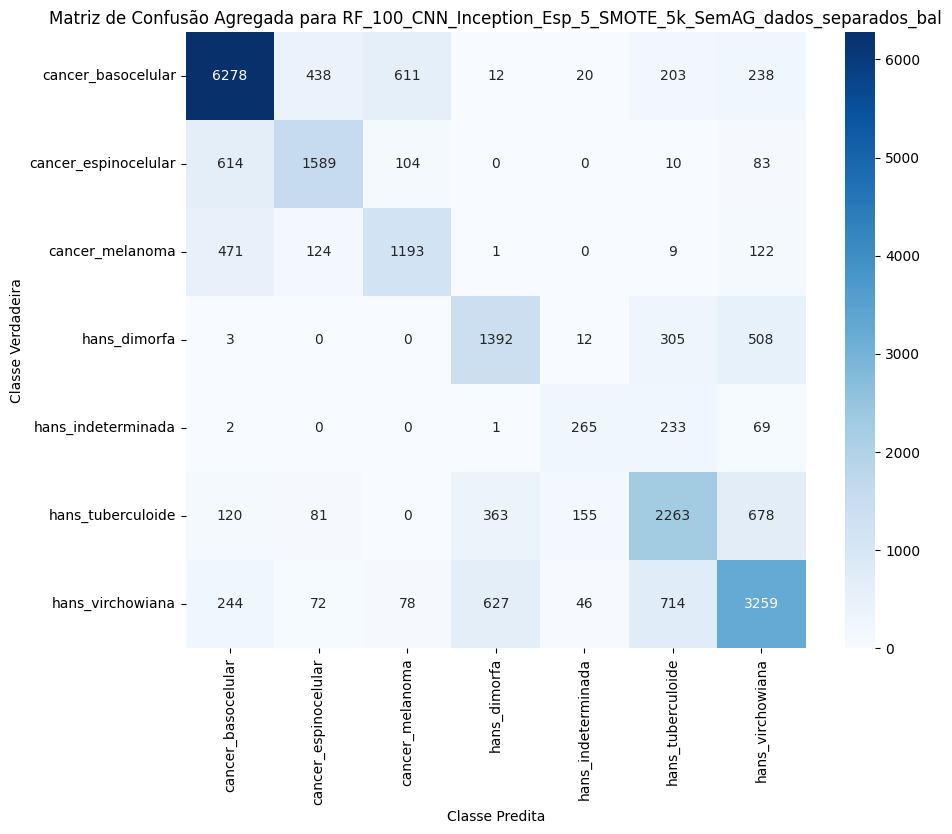 Matriz de Confusão Agregada para RF_100_CNN_Inception_Esp_5_SMOTE_5k_SemAG_dados_separados_bal
Classe Verdadeira
cancer_basocelular 6278 438 611 12 20 203 238
cancer_espinocelular 614 1589 104 0 0 10 83
cancer_melanoma 471 124 1193 1 0 9 122
hans_dimorfa 3 0 0 1392 12 305 508
hans_indeterminada 2 0 0 1 265 233 69
hans_tuberculoide 120 81 0 363 155 2263 678
hans_virchowiana 244 72 78 627 46 714 3259
cancer_basocelular
cancer_espinocelular
cancer_melanoma
hans_dimorfa
hans_indeterminada
hans_tuberculoide
hans_virchowiana
Classe Predita
6000
5000
4000
3000
2000
1000
0